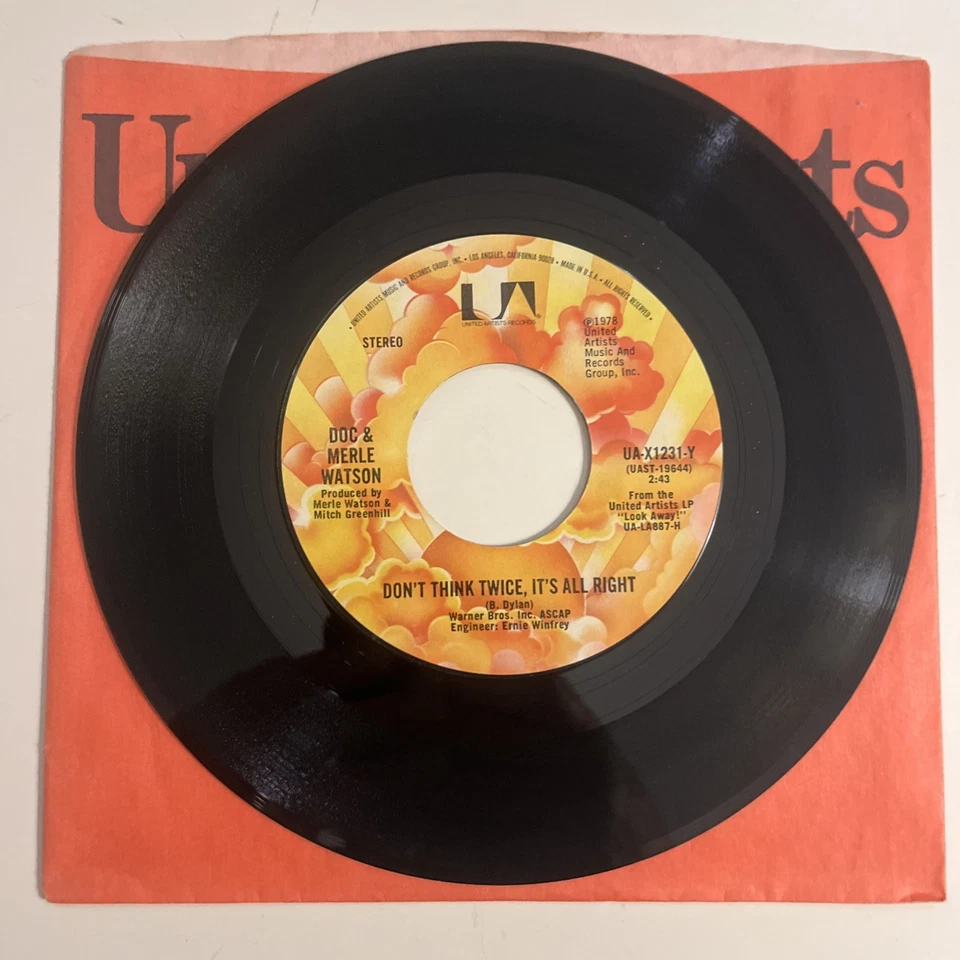 U ts
• UNITED ARTISTS MUSIC AND RECORDS GROUP, INC. • LOS ANGELES, CALIFORNIA 90028 • MADE IN U.S.A. • ALL RIGHTS RESERVED •
UA®
UNITED ARTISTS RECORDS
STEREO
Ⓟ1978
United
Artists
Music And
Records
Group, Inc.
DOC &
MERLE
WATSON
Produced by
Merle Watson &
Mitch Greenhill
UA-X1231-Y
(UAST-19644)
2:43
From the
United Artists LP
"Look Away!"
UA-LA887-H
DON'T THINK TWICE, IT'S ALL RIGHT
(B. Dylan)
Warner Bros. Inc. ASCAP
Engineer: Ernie Winfrey